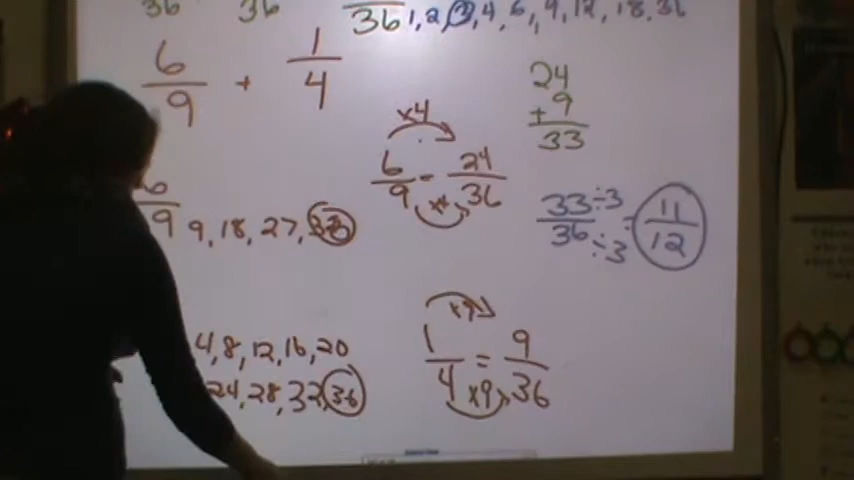 36 36 36 1, 2, 3, 4, 6, 9, 12, 18, 36
6/9 + 1/4
24
+ 9
33
x4
6/9 = 24/36
x4
6/9 9, 18, 27, 36
33/36 ÷3 ÷3 = 11/12
x9
1/4 = 9/36
x9
4, 8, 12, 16, 20
24, 28, 32, 36